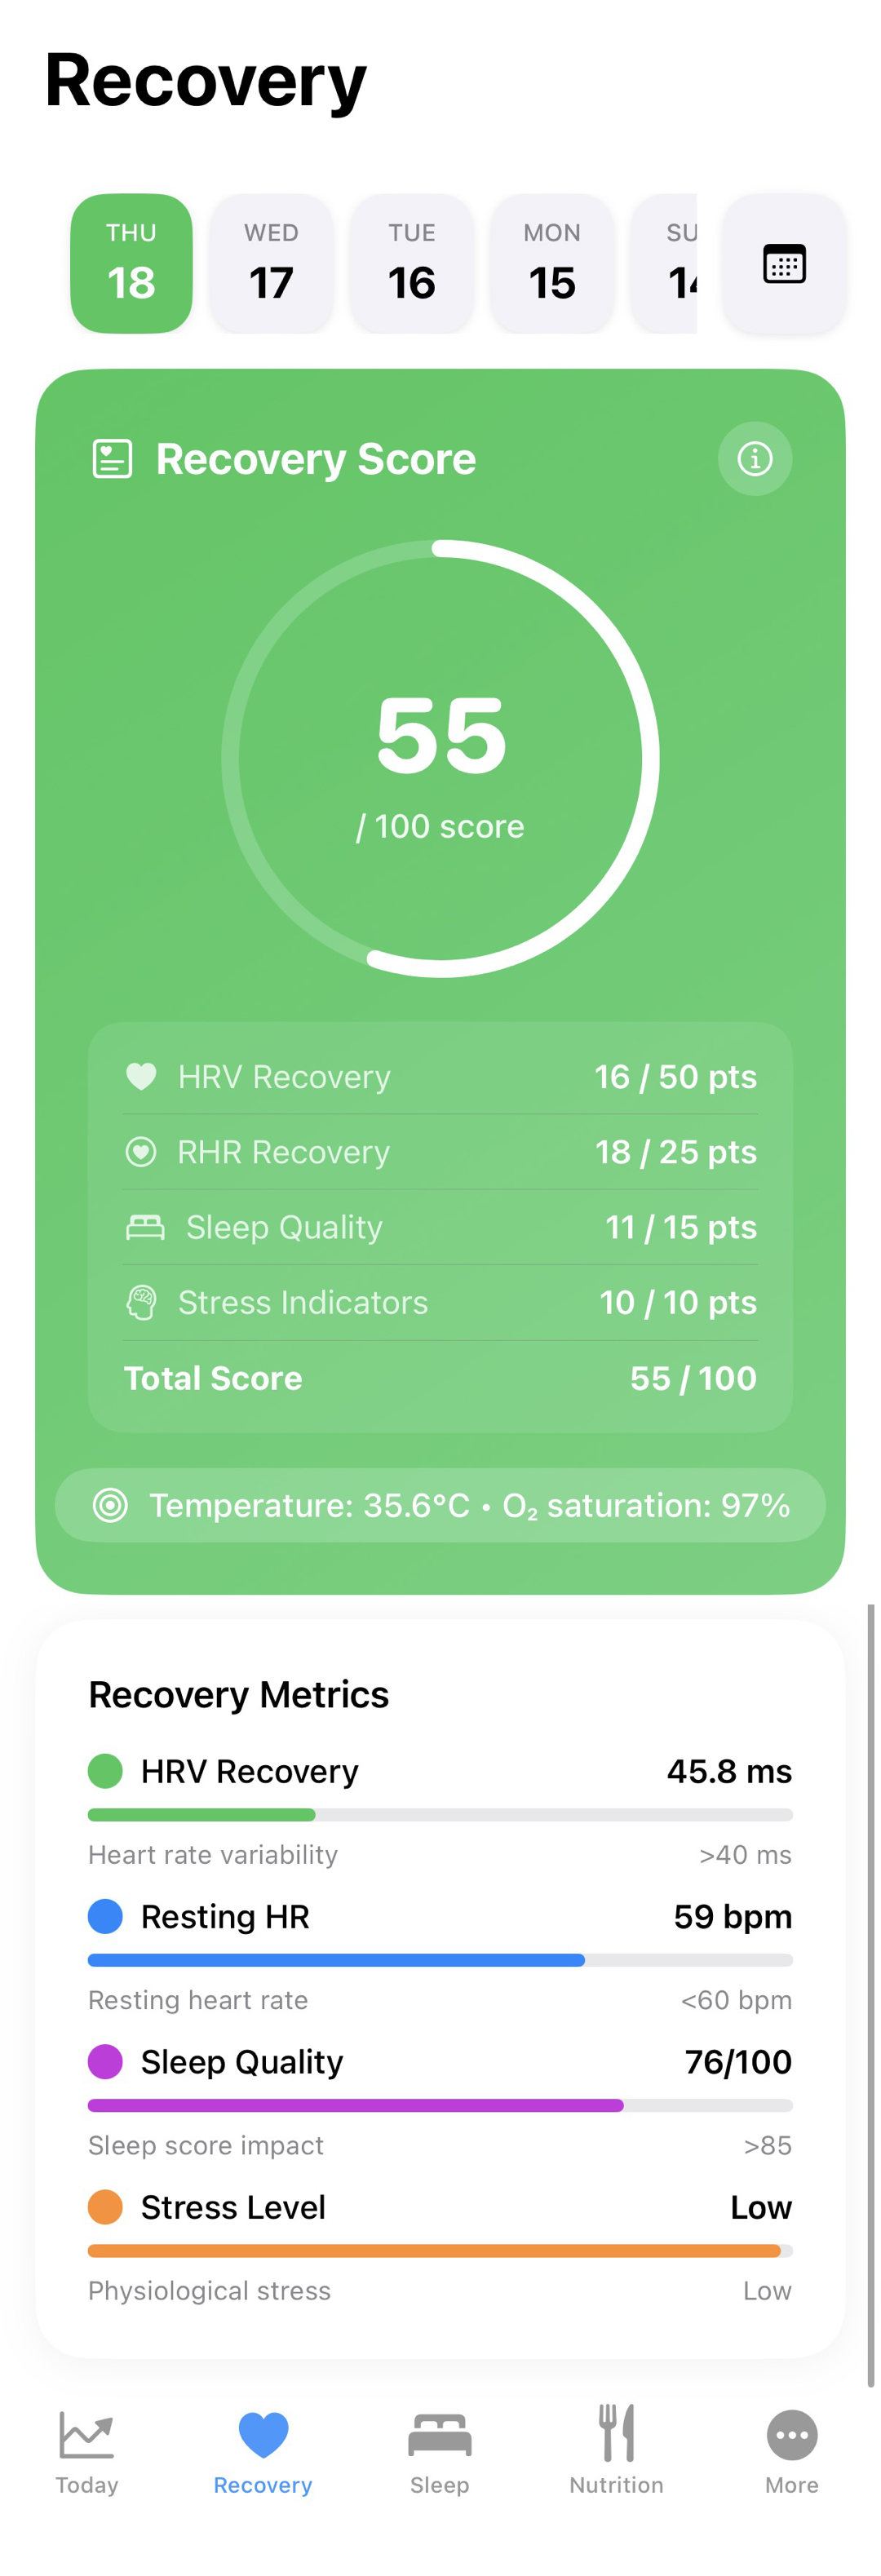 Recovery
THU WED TUE MON SU
18 17 16 15 14
Recovery Score
55
/ 100 score
HRV Recovery 16 / 50 pts
RHR Recovery 18 / 25 pts
Sleep Quality 11 / 15 pts
Stress Indicators 10 / 10 pts
Total Score 55 / 100
Temperature: 35.6°C • O₂ saturation: 97%
Recovery Metrics
HRV Recovery 45.8 ms
Heart rate variability >40 ms
Resting HR 59 bpm
Resting heart rate <60 bpm
Sleep Quality 76/100
Sleep score impact >85
Stress Level Low
Physiological stress Low
Today Recovery Sleep Nutrition More